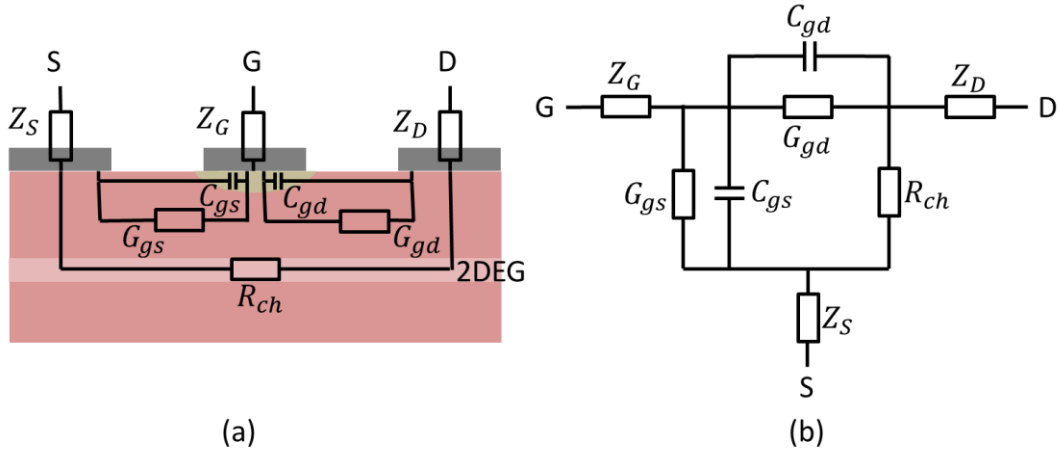 S G D
Z_S Z_G Z_D
C_gs C_gd
G_gs G_gd
2DEG
R_ch
(a)
C_gd
Z_G Z_D
G D
G_gd
G_gs C_gs R_ch
Z_S
S
(b)